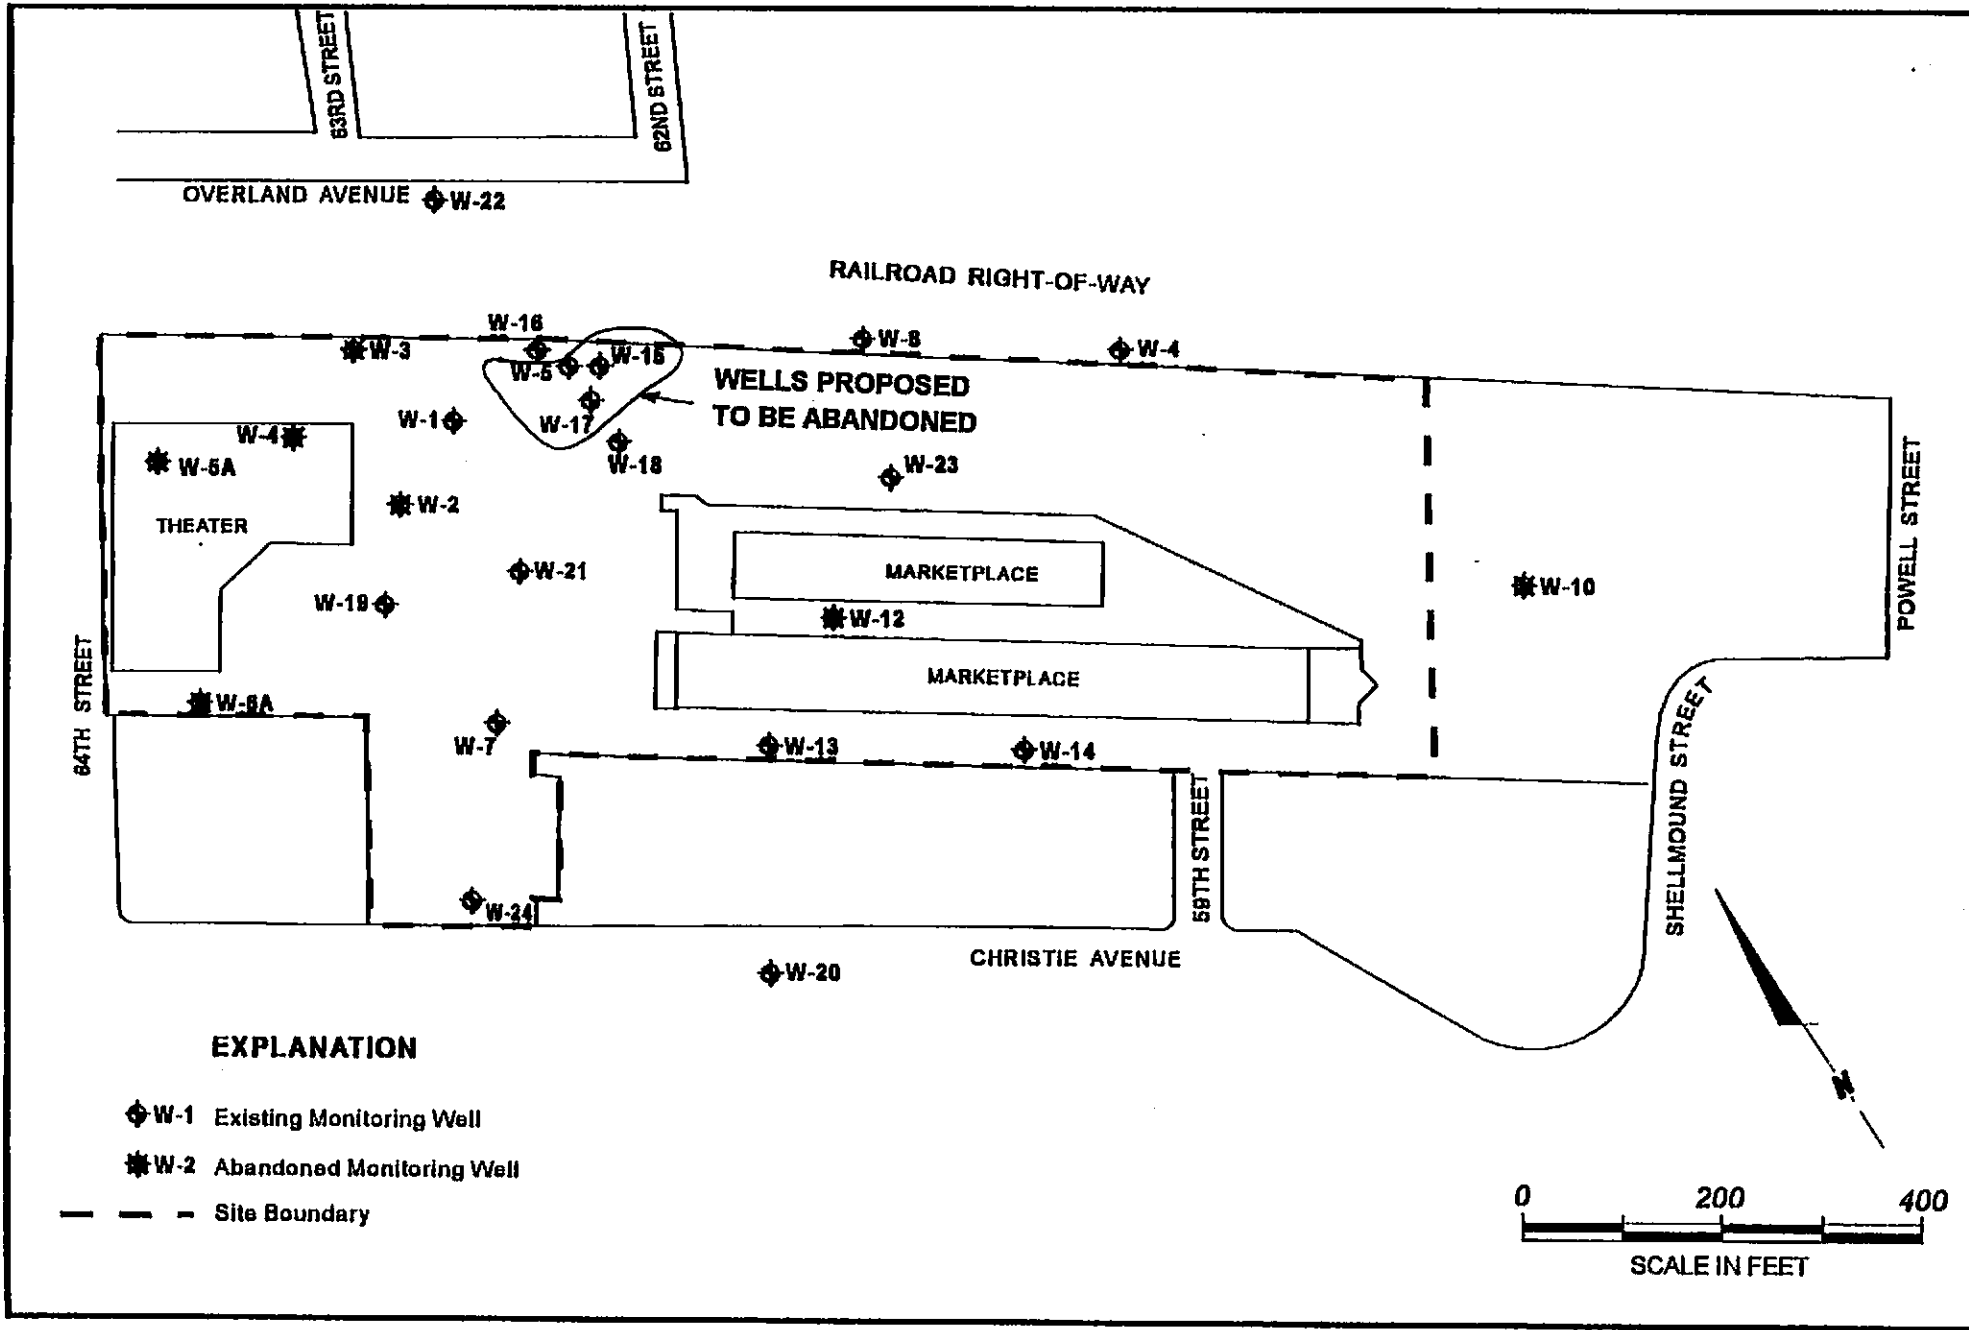 63RD STREET
62ND STREET
OVERLAND AVENUE
W-22
RAILROAD RIGHT-OF-WAY
W-16
W-3
W-8
W-4
W-15
W-5
WELLS PROPOSED
TO BE ABANDONED
W-1
W-17
W-4
W-18
W-5A
W-23
W-2
THEATER
POWELL STREET
W-21
MARKETPLACE
W-10
W-19
W-12
MARKETPLACE
64TH STREET
W-6A
W-7
W-13
W-14
59TH STREET
SHELLMOUND STREET
W-24
CHRISTIE AVENUE
W-20
N
EXPLANATION
W-1 Existing Monitoring Well
W-2 Abandoned Monitoring Well
Site Boundary
0 200 400
SCALE IN FEET